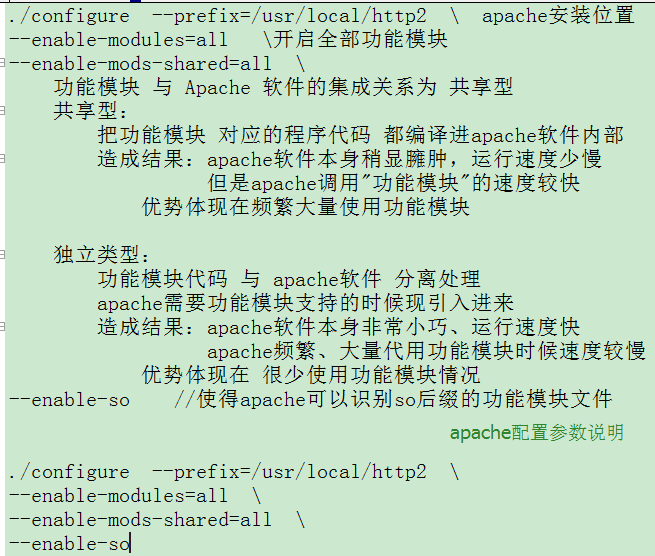 ./configure --prefix=/usr/local/http2 \ apache安装位置
--enable-modules=all \开启全部功能模块
--enable-mods-shared=all \
功能模块 与 Apache 软件的集成关系为 共享型
共享型：
把功能模块 对应的程序代码 都编译进apache软件内部
造成结果：apache软件本身稍显臃肿，运行速度少慢
但是apache调用"功能模块"的速度较快
优势体现在频繁大量使用功能模块
独立类型：
功能模块代码 与 apache软件 分离处理
apache需要功能模块支持的时候现引入进来
造成结果：apache软件本身非常小巧、运行速度快
apache频繁、大量代用功能模块时候速度较慢
优势体现在 很少使用功能模块情况
--enable-so //使得apache可以识别so后缀的功能模块文件
apache配置参数说明
./configure --prefix=/usr/local/http2 \
--enable-modules=all \
--enable-mods-shared=all \
--enable-so